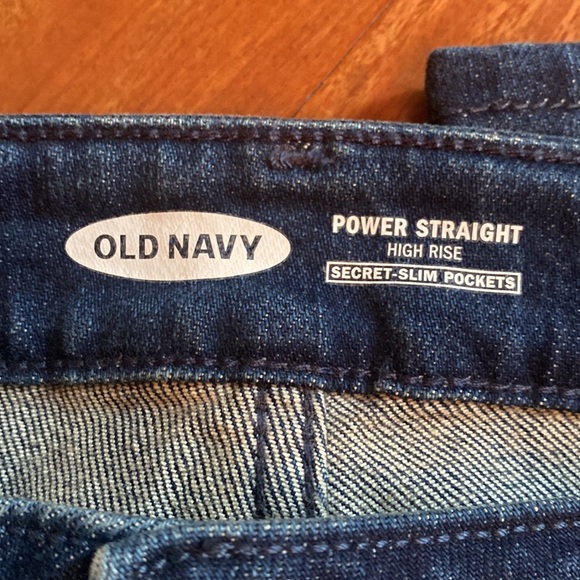 OLD NAVY
POWER STRAIGHT
HIGH RISE
SECRET-SLIM POCKETS